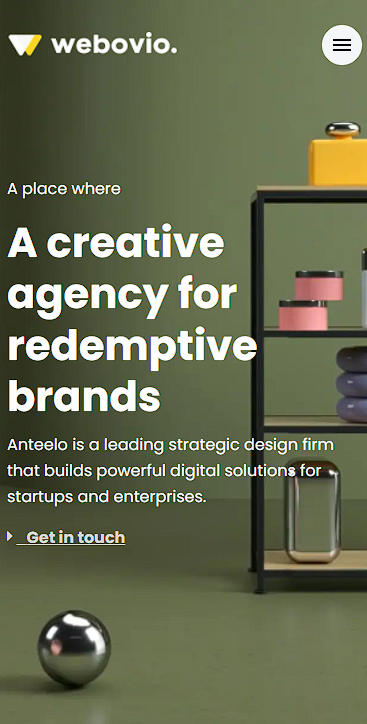 webovio.
A place where
A creative
agency for
redemptive
brands
Anteelo is a leading strategic design firm
that builds powerful digital solutions for
startups and enterprises.
Get in touch